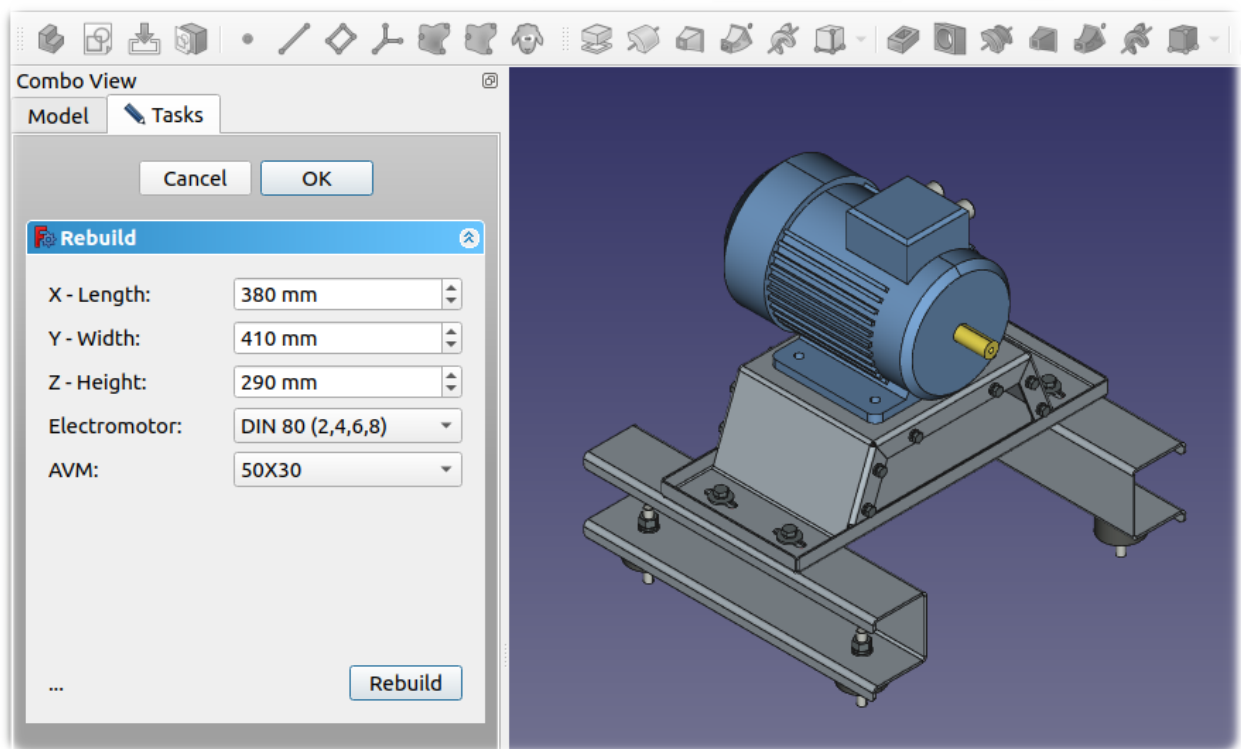 Combo View
Model
Tasks
Cancel
OK
Rebuild
X - Length: 380 mm
Y - Width: 410 mm
Z - Height: 290 mm
Electromotor: DIN 80 (2,4,6,8)
AVM: 50X30
... Rebuild